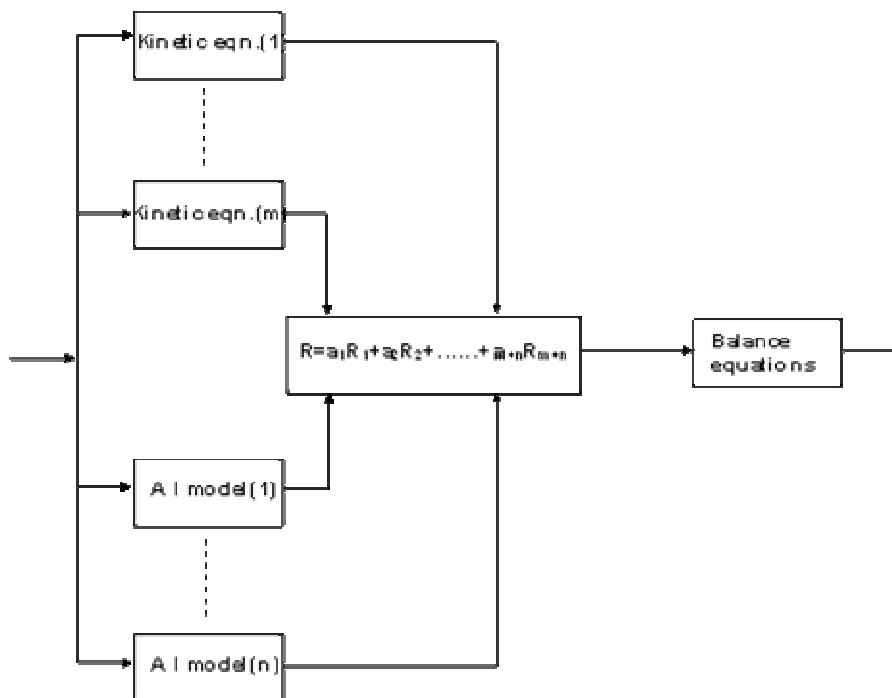 Kinetic eqn.(1
Kinetic eqn.(m
R=a₁R₁+a₂R₂+......+aₘ₊ₙRₘ₊ₙ
Balance
equations
A I model(1)
A I model(n)